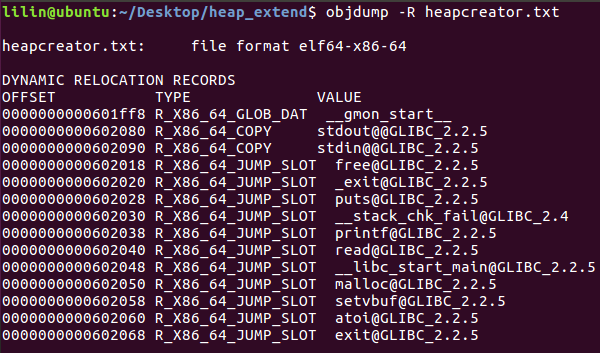 lilin@ubuntu:~/Desktop/heap_extend$ objdump -R heapcreator.txt
heapcreator.txt:     file format elf64-x86-64
DYNAMIC RELOCATION RECORDS
OFFSET           TYPE              VALUE
0000000000601ff8 R_X86_64_GLOB_DAT  __gmon_start__
0000000000602080 R_X86_64_COPY     stdout@@GLIBC_2.2.5
0000000000602090 R_X86_64_COPY     stdin@@GLIBC_2.2.5
0000000000602018 R_X86_64_JUMP_SLOT  free@GLIBC_2.2.5
0000000000602020 R_X86_64_JUMP_SLOT  _exit@GLIBC_2.2.5
0000000000602028 R_X86_64_JUMP_SLOT  puts@GLIBC_2.2.5
0000000000602030 R_X86_64_JUMP_SLOT  __stack_chk_fail@GLIBC_2.4
0000000000602038 R_X86_64_JUMP_SLOT  printf@GLIBC_2.2.5
0000000000602040 R_X86_64_JUMP_SLOT  read@GLIBC_2.2.5
0000000000602048 R_X86_64_JUMP_SLOT  __libc_start_main@GLIBC_2.2.5
0000000000602050 R_X86_64_JUMP_SLOT  malloc@GLIBC_2.2.5
0000000000602058 R_X86_64_JUMP_SLOT  setvbuf@GLIBC_2.2.5
0000000000602060 R_X86_64_JUMP_SLOT  atoi@GLIBC_2.2.5
0000000000602068 R_X86_64_JUMP_SLOT  exit@GLIBC_2.2.5